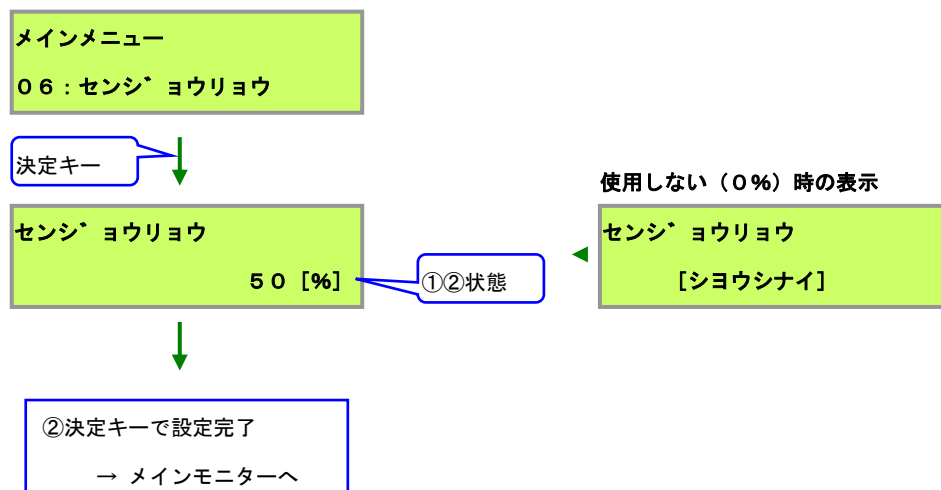 メインメニュー
０６：センシ゛ョウリョウ
決定キー
使用しない（０%）時の表示
センシ゛ョウリョウ
５０［%］
①②状態
センシ゛ョウリョウ
［シヨウシナイ］
②決定キーで設定完了
→ メインモニターへ